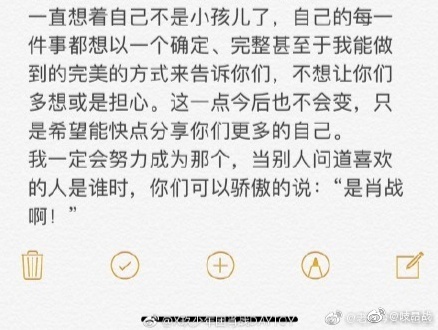 一直想着自己不是小孩儿了，自己的每一
件事都想以一个确定、完整甚至于我能做
到的完美的方式来告诉你们，不想让你们
多想或是担心。这一点今后也不会变，只
是希望能快点分享你们更多的自己。
我一定会努力成为那个，当别人问道喜欢
的人是谁时，你们可以骄傲的说：“是肖战
啊！”